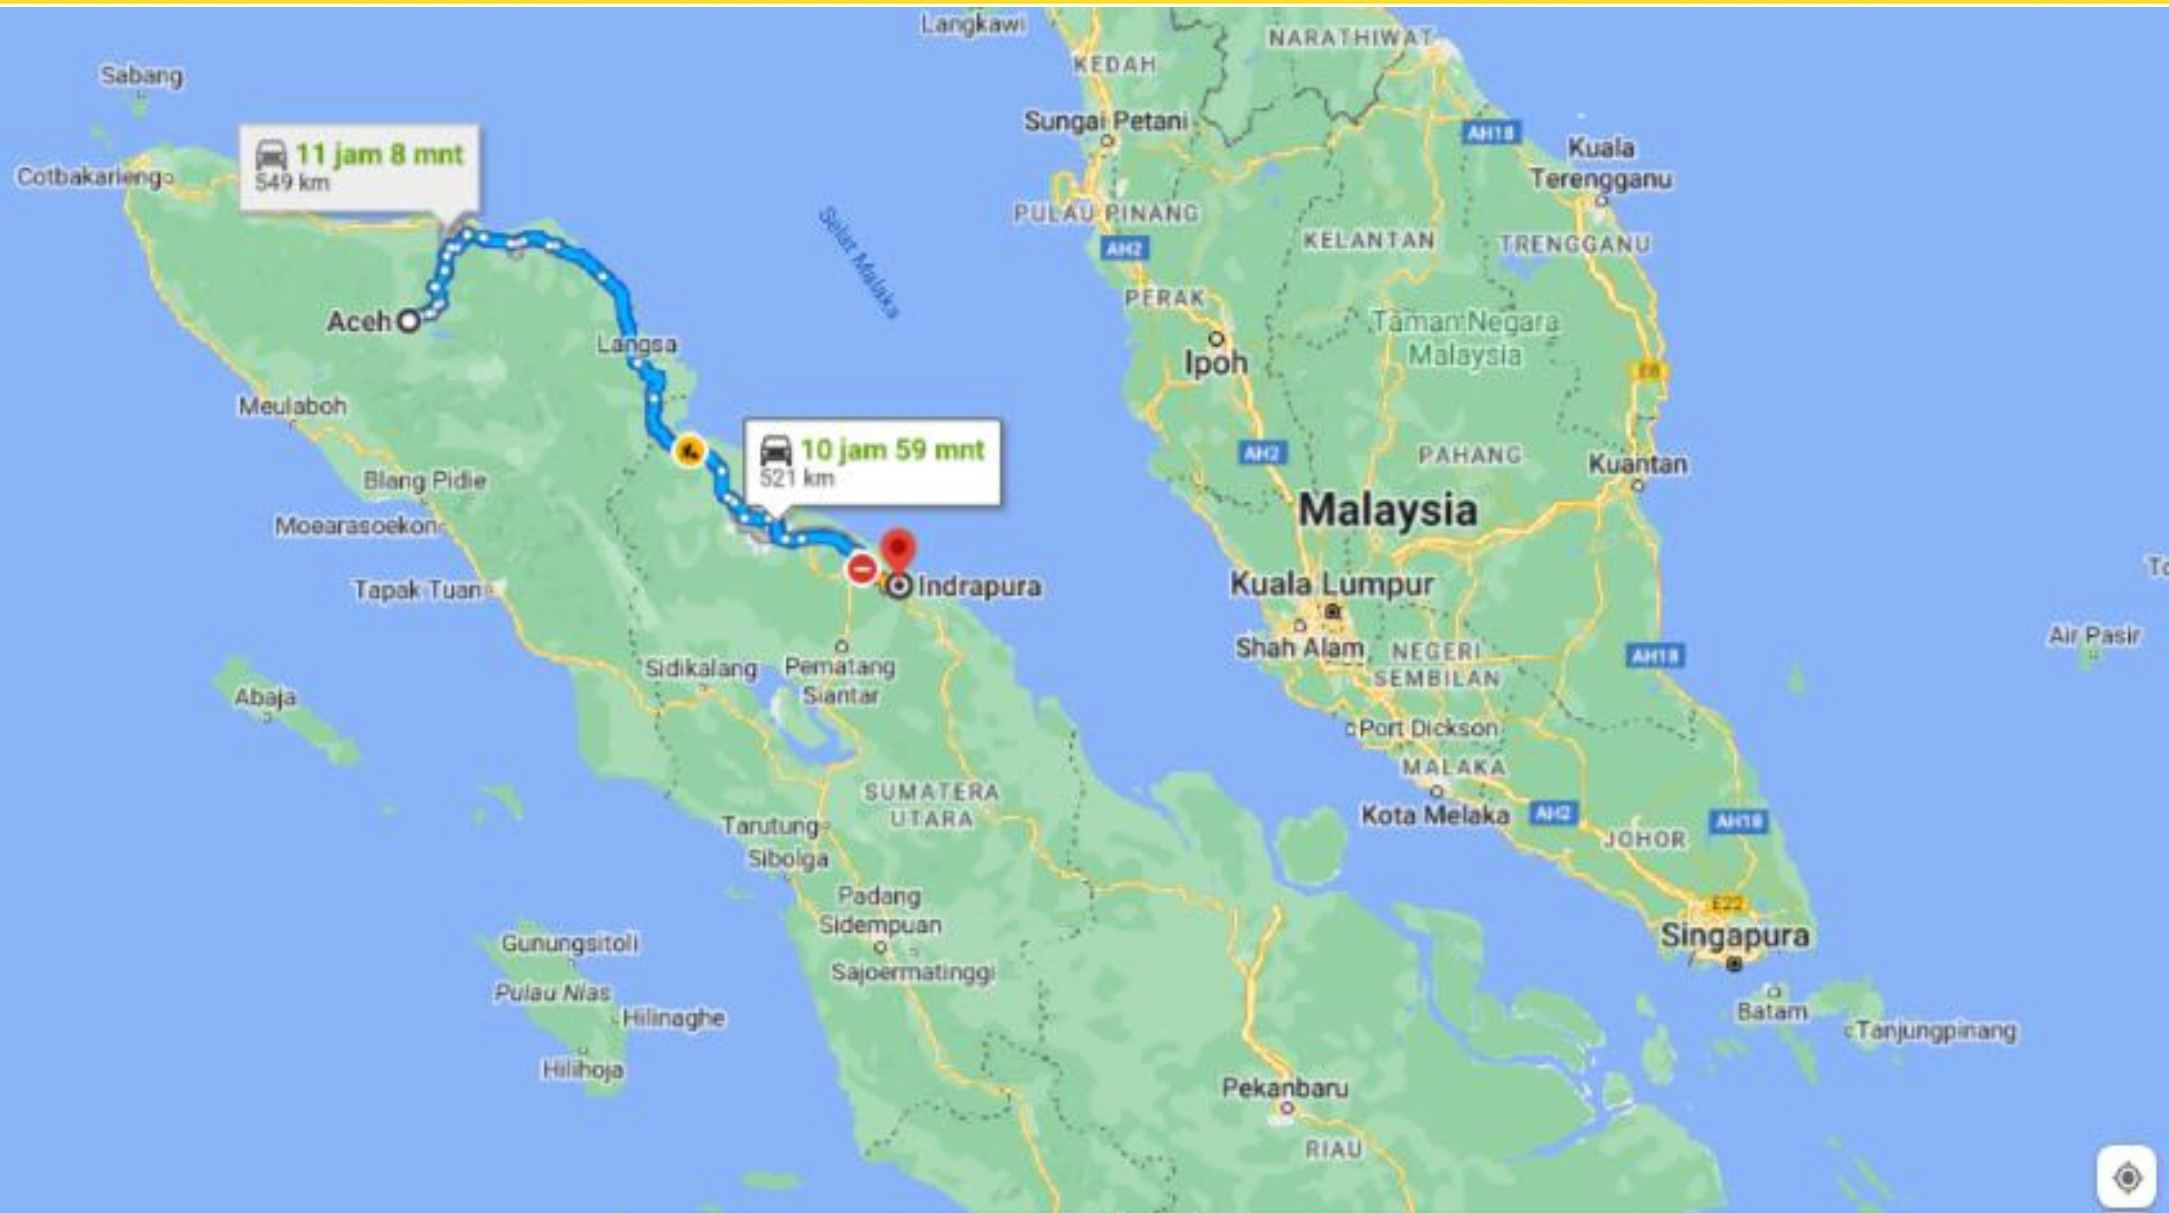 Langkawi
NARATHIWAT
KEDAH
Sabang
Sungai Petani
AH18
11 jam 8 mnt
549 km
Kuala
Terengganu
Cotbakarieng
PULAU PINANG
AH2
KELANTAN
TRENGGANU
Selat Malaka
PERAK
Aceh
Taman Negara
Malaysia
Langsa
Ipoh
E8
Meulaboh
10 jam 59 mnt
521 km
AH2
PAHANG
Kuantan
Blang Pidie
Malaysia
Moearasoekon
Tapak Tuan
Indrapura
Kuala Lumpur
To
Air Pasir
Shah Alam
NEGERI
SEMBILAN
AH18
Sidikalang
Pematang
Siantar
Abaja
Port Dickson
MALAKA
SUMATERA
UTARA
Kota Melaka
AH2
AH18
Tarutung
JOHOR
Sibolga
Padang
Sidempuan
E22
Singapura
Gunungsitoli
Sajoermatinggi
Pulau Nias
Hilinaghe
Batam
Tanjungpinang
Hilihoja
Pekanbaru
RIAU